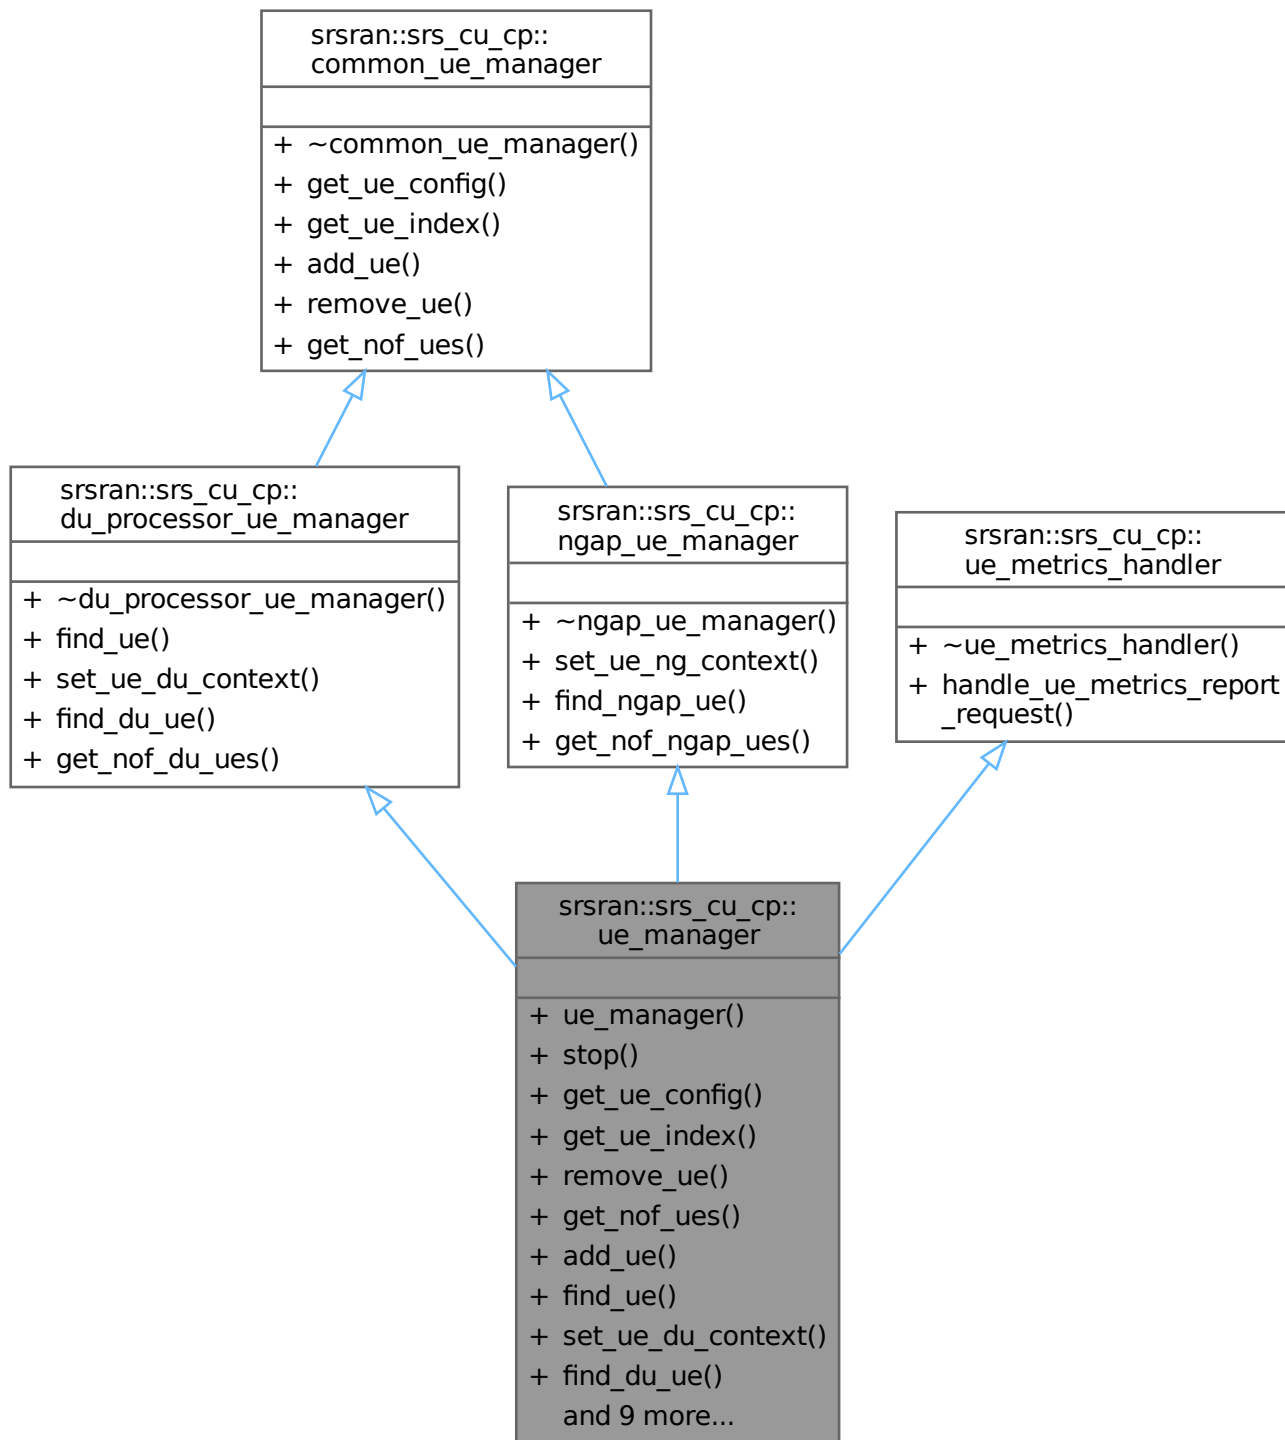 srsran::srs_cu_cp::
common_ue_manager
+ ~common_ue_manager()
+ get_ue_config()
+ get_ue_index()
+ add_ue()
+ remove_ue()
+ get_nof_ues()
srsran::srs_cu_cp::
du_processor_ue_manager
+ ~du_processor_ue_manager()
+ find_ue()
+ set_ue_du_context()
+ find_du_ue()
+ get_nof_du_ues()
srsran::srs_cu_cp::
ngap_ue_manager
+ ~ngap_ue_manager()
+ set_ue_ng_context()
+ find_ngap_ue()
+ get_nof_ngap_ues()
srsran::srs_cu_cp::
ue_metrics_handler
+ ~ue_metrics_handler()
+ handle_ue_metrics_report
_request()
srsran::srs_cu_cp::
ue_manager
+ ue_manager()
+ stop()
+ get_ue_config()
+ get_ue_index()
+ remove_ue()
+ get_nof_ues()
+ add_ue()
+ find_ue()
+ set_ue_du_context()
+ find_du_ue()
and 9 more...